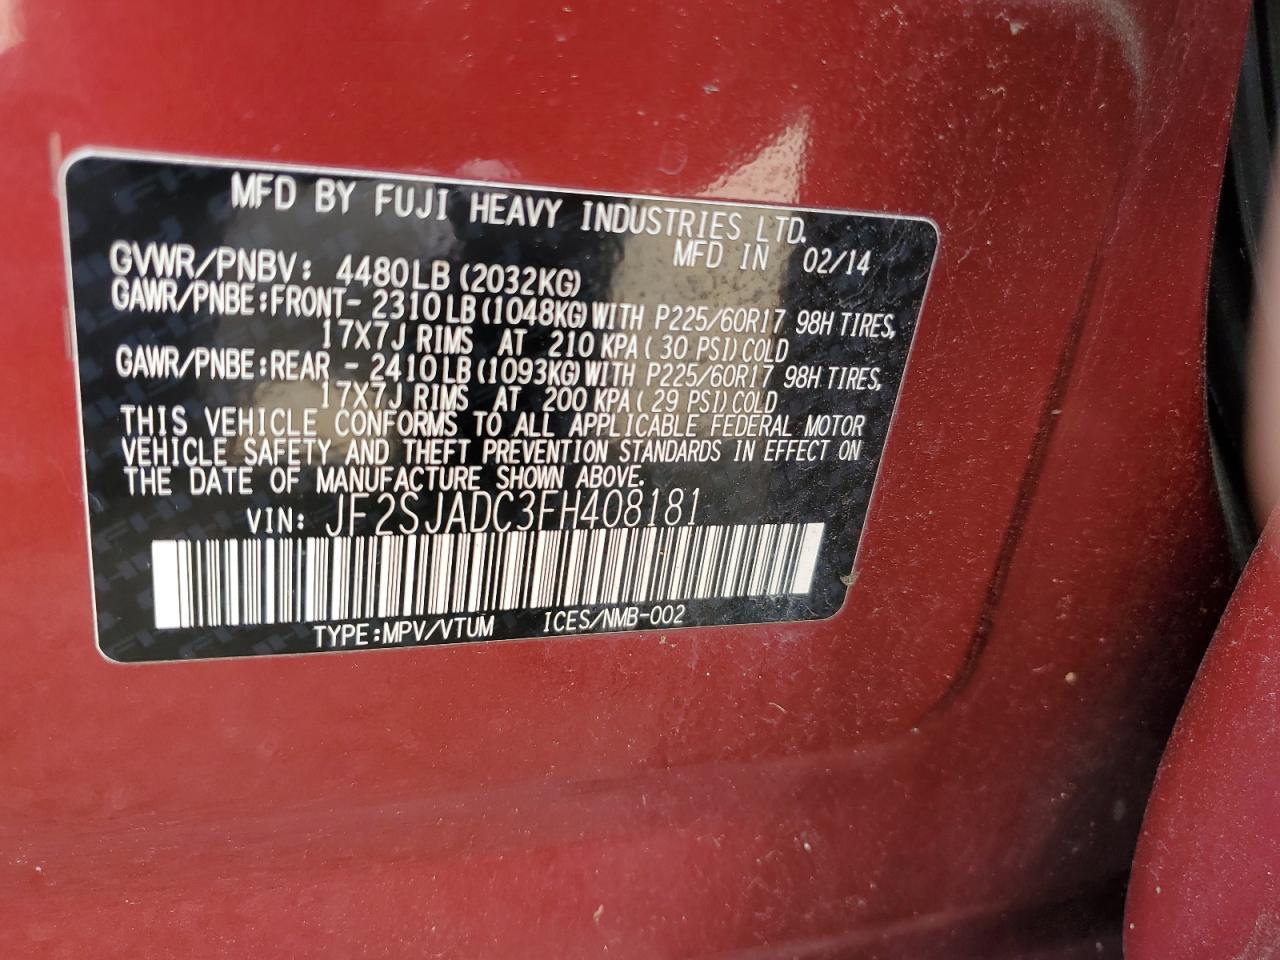 MFD BY FUJI HEAVY INDUSTRIES LTD.
MFD IN 02/14
GVWR/PNBV: 4480LB (2032KG)
GAWR/PNBE:FRONT- 2310LB(1048KG)WITH P225/60R17 98H TIRES,
17X7J RIMS AT 210 KPA(30 PSI)COLD
GAWR/PNBE:REAR - 2410LB(1093KG)WITH P225/60R17 98H TIRES,
17X7J RIMS AT 200 KPA(29 PSI)COLD
THIS VEHICLE CONFORMS TO ALL APPLICABLE FEDERAL MOTOR
VEHICLE SAFETY AND THEFT PREVENTION STANDARDS IN EFFECT ON
THE DATE OF MANUFACTURE SHOWN ABOVE.
VIN: JF2SJADC3FH408181
TYPE:MPV/VTUM ICES/NMB-002